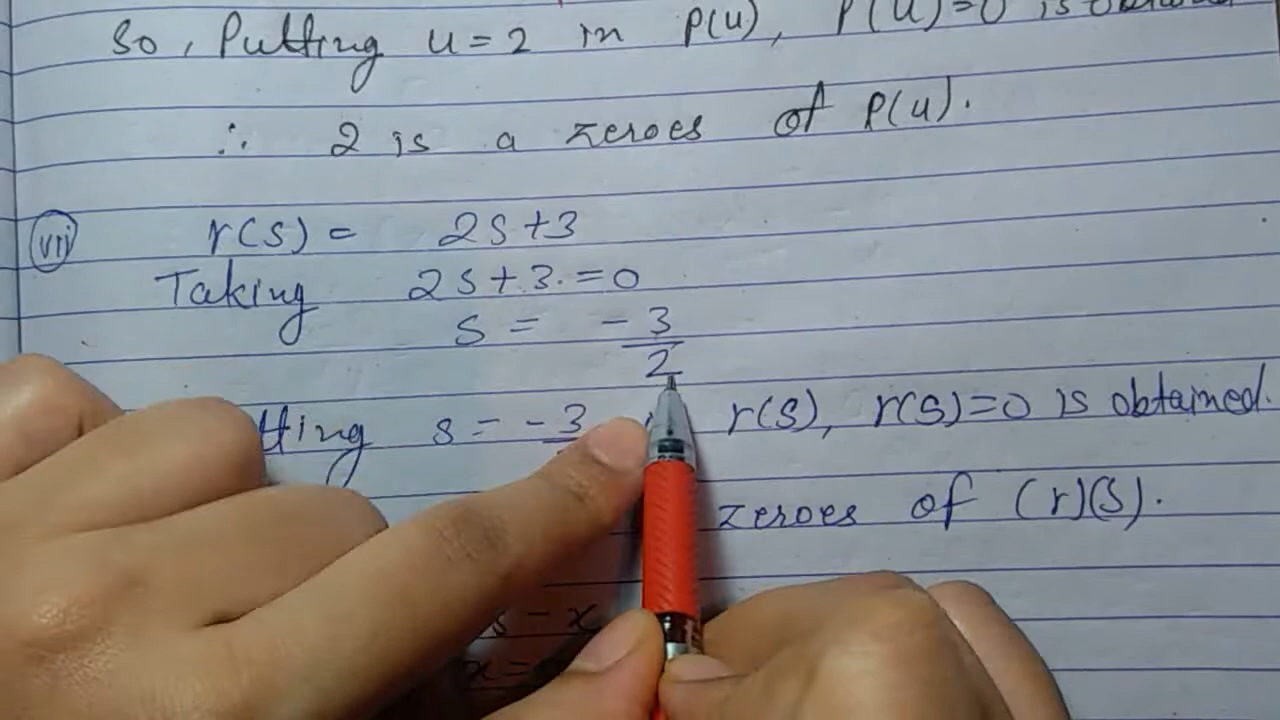 So, Putting u = 2 in P(u), P(u)=0 is
∴ 2 is a zeroes of P(u).
(vii) r(s) = 2s+3
Taking 2s+3=0
s = -3/2
tting s = -3 r(s), r(s)=0 is obtained.
zeroes of (r)(s).
s - x
x =